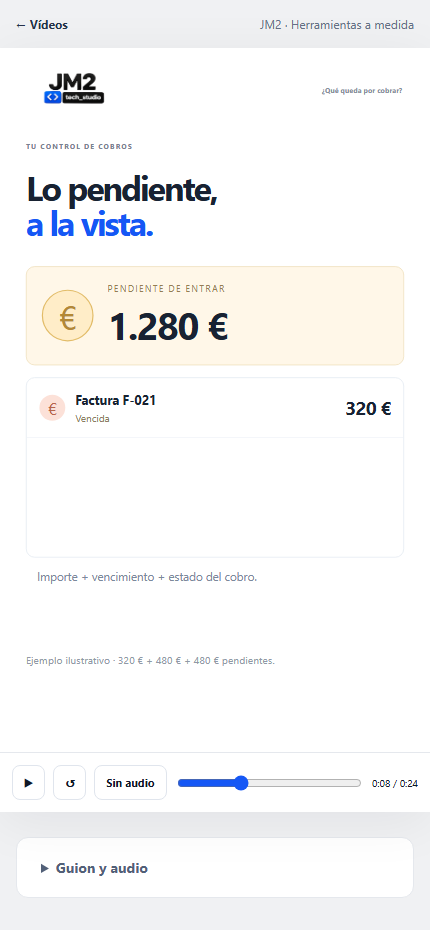 ← Vídeos
JM2 · Herramientas a medida
JM2
<> tech_studio
¿Qué queda por cobrar?
TU CONTROL DE COBROS
Lo pendiente,
a la vista.
€
PENDIENTE DE ENTRAR
1.280 €
€
Factura F-021
Vencida
320 €
Importe + vencimiento + estado del cobro.
Ejemplo ilustrativo · 320 € + 480 € + 480 € pendientes.
▶
↺
Sin audio
0:08 / 0:24
▶ Guion y audio